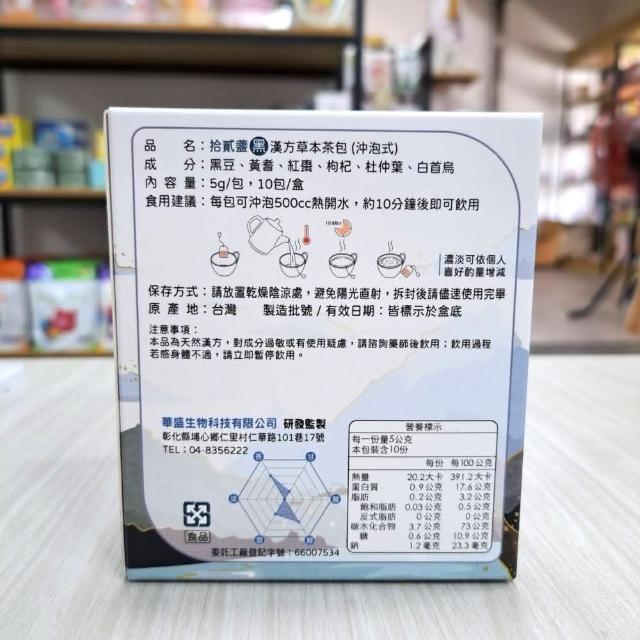 品　　名：拾貳盞黑漢方草本茶包 (沖泡式)
成　　分：黑豆、黃耆、紅棗、枸杞、杜仲葉、白首烏
內 容 量：5g/包，10包/盒
食用建議：每包可沖泡500cc熱開水，約10分鐘後即可飲用
10 Min
濃淡可依個人
喜好酌量增減
保存方式：請放置乾燥陰涼處，避免陽光直射，拆封後請儘速使用完畢
原 產 地：台灣　製造批號 / 有效日期：皆標示於盒底
注意事項：
本品為天然漢方，對成分過敏或有使用疑慮，請諮詢藥師後飲用；飲用過程
若感身體不適，請立即暫停飲用。
華盛生物科技有限公司 研發監製
彰化縣埔心鄉仁里村仁華路101巷17號
TEL：04-8356222
食品
委託工廠登記字號：66007534
營養標示
每一份量5公克
本包裝含10份
每份　每100公克
熱量　20.2大卡　391.2大卡
蛋白質　0.9公克　17.6公克
脂肪　0.2公克　3.2公克
飽和脂肪　0.03公克　0.5公克
反式脂肪　0公克　0公克
碳水化合物　3.7公克　73公克
糖　0.6公克　10.9公克
鈉　1.2毫克　23.3毫克